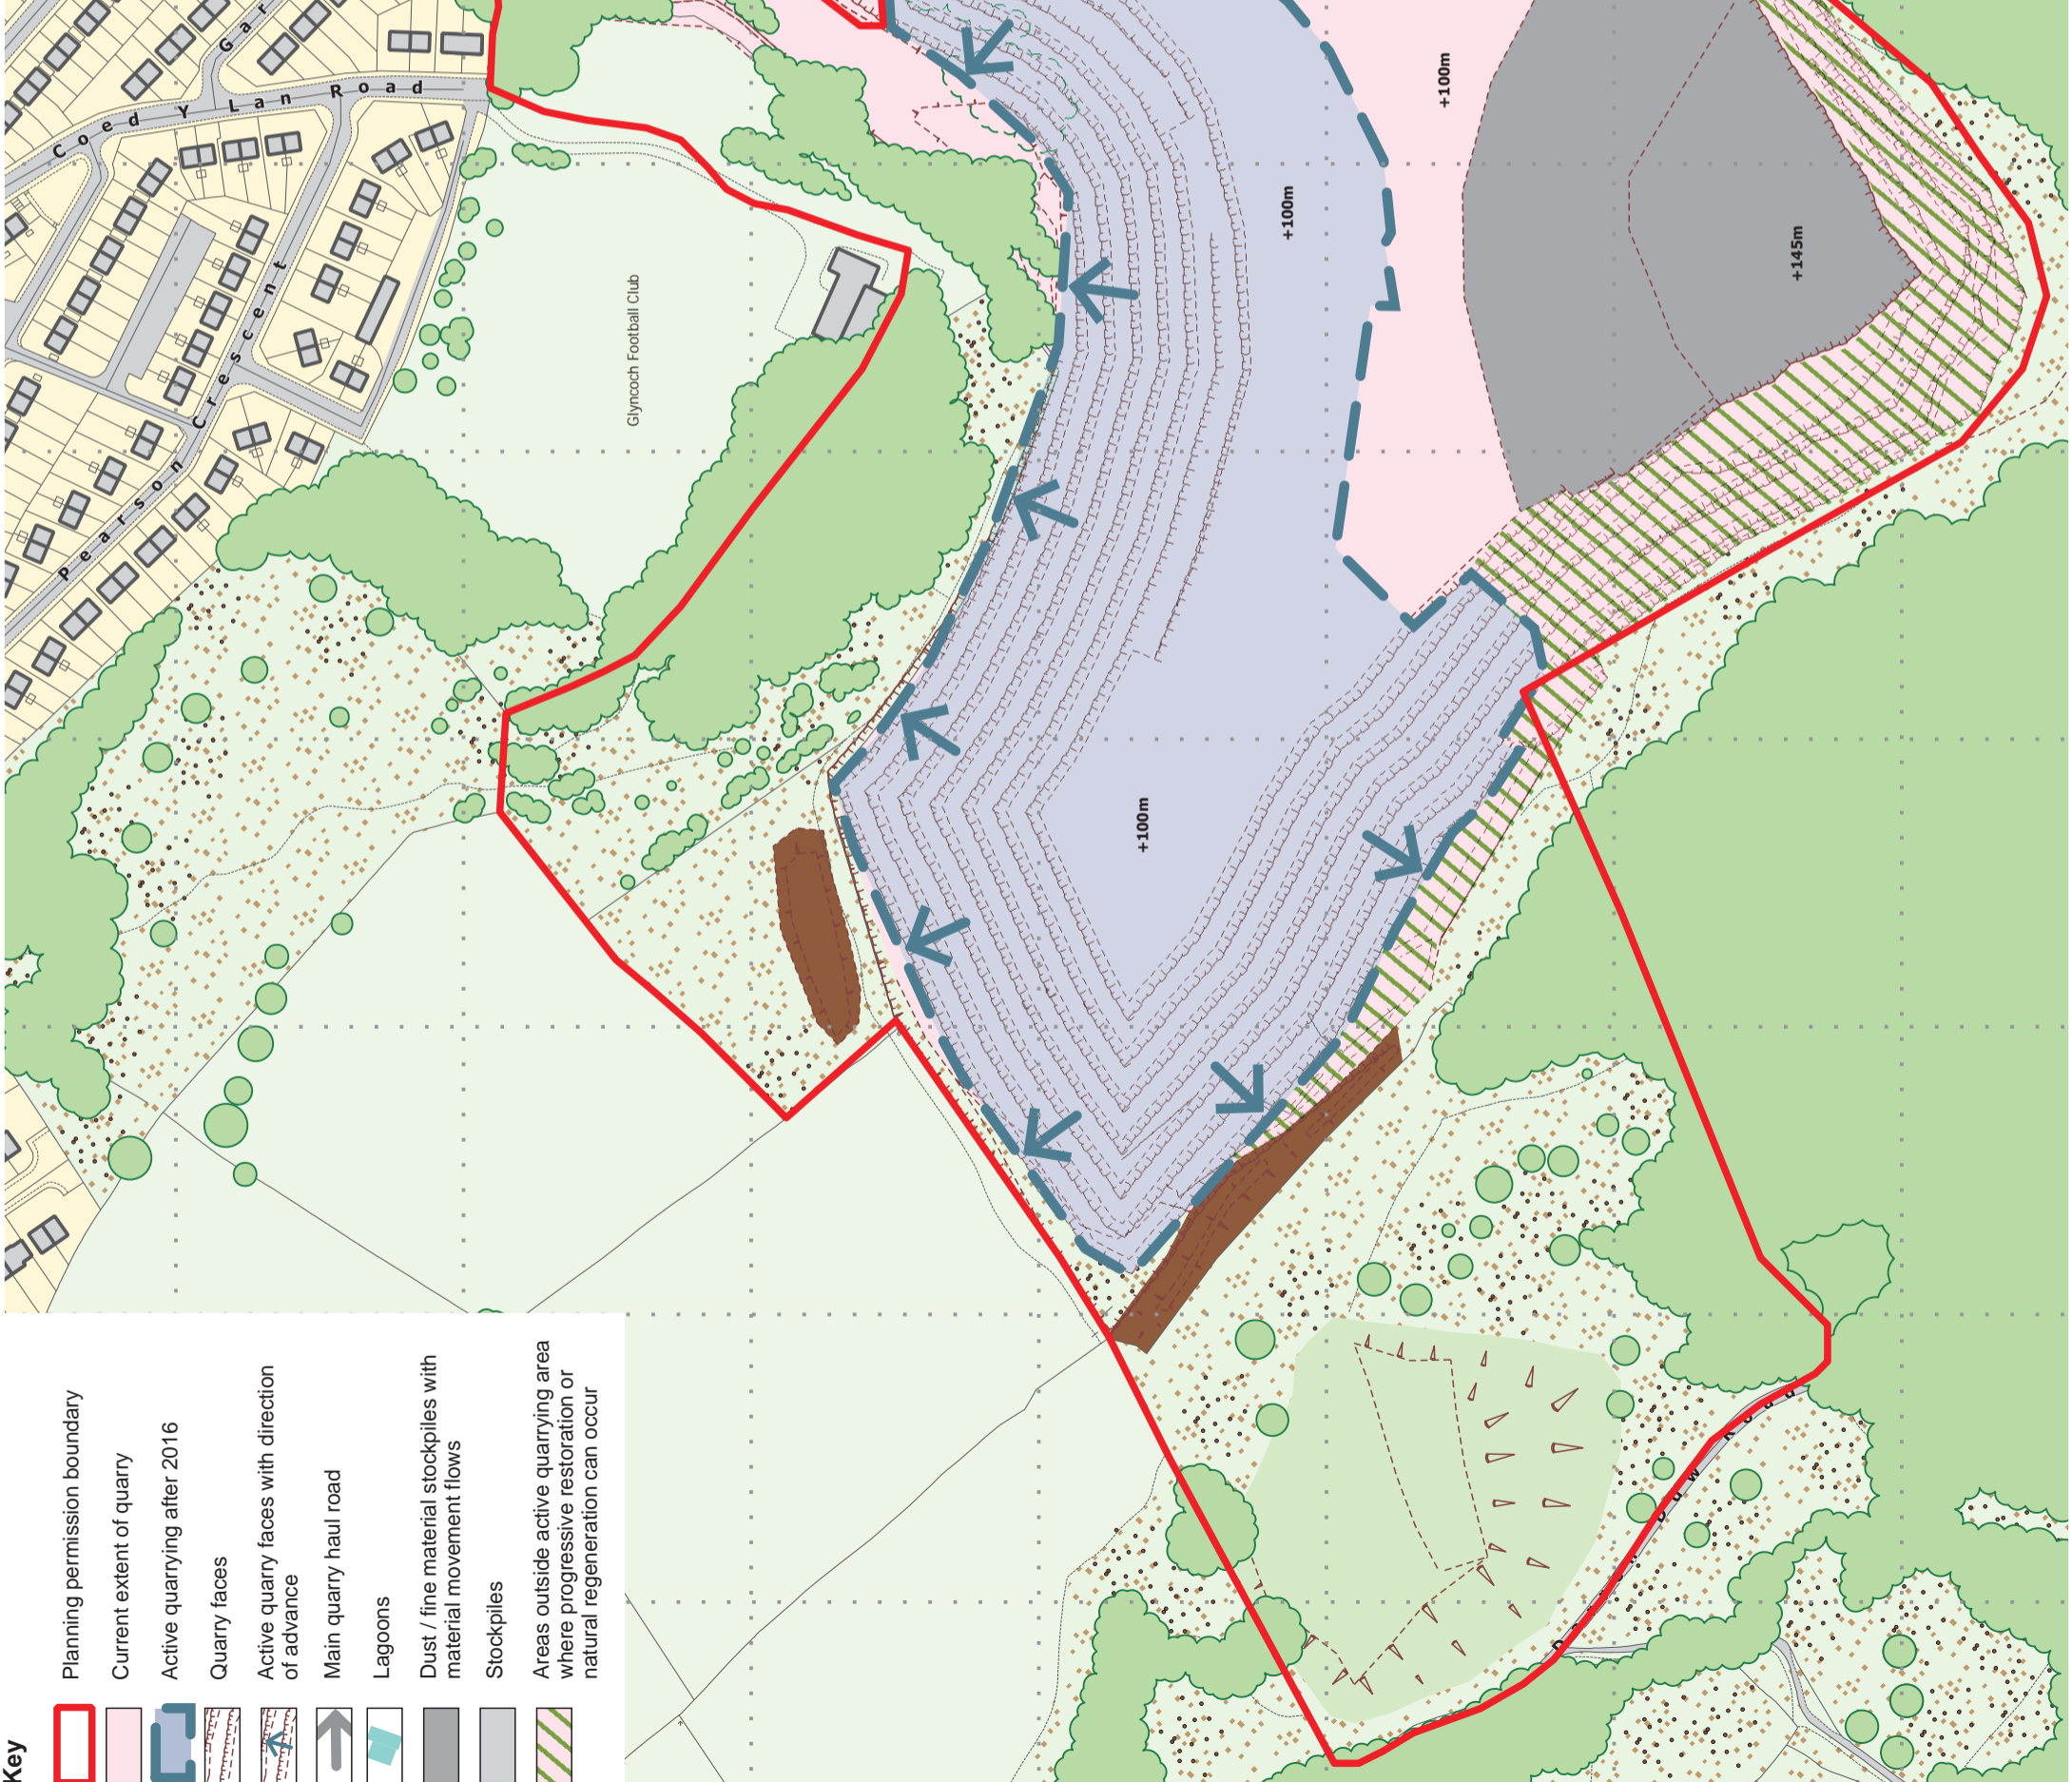 Coed Y Lan Road
Gar
Pearson Crescent
Glyncoch Football Club
+100m
+100m
+145m
+100m
Key
Planning permission boundary
Current extent of quarry
Active quarrying after 2016
Quarry faces
Active quarry faces with direction
of advance
Main quarry haul road
Lagoons
Dust / fine material stockpiles with
material movement flows
Stockpiles
Areas outside active quarrying area
where progressive restoration or
natural regeneration can occur